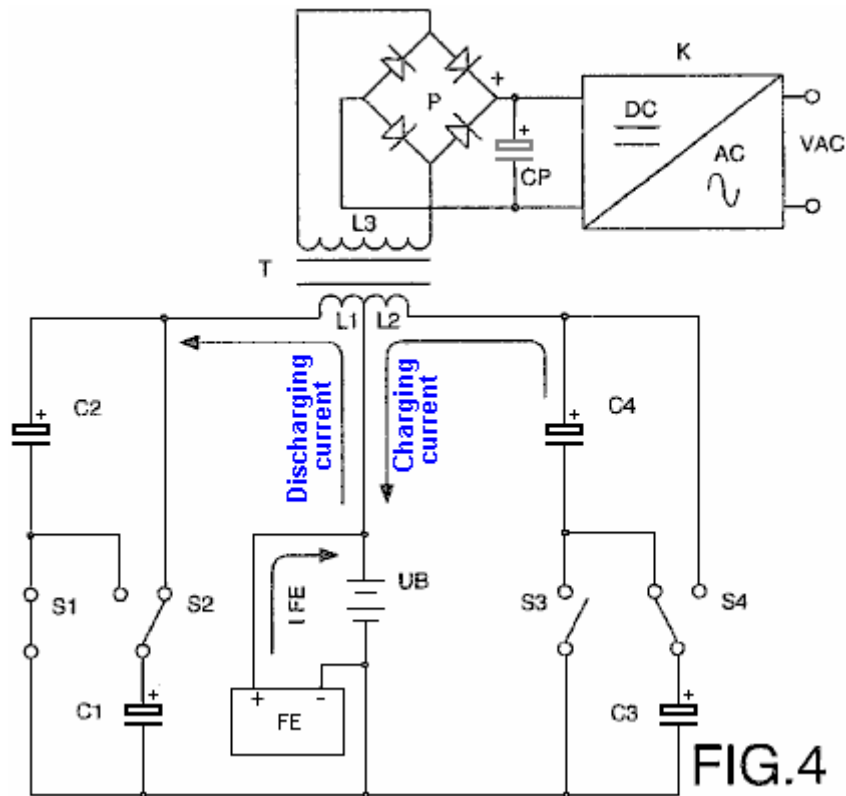 K
P
+
DC
AC
VAC
+
CP
L3
T
L1
L2
C2
+
Discharging
current
Charging
current
C4
+
UB
S1
S2
I FE
S3
S4
C1
+
+
-
FE
C3
+
FIG.4